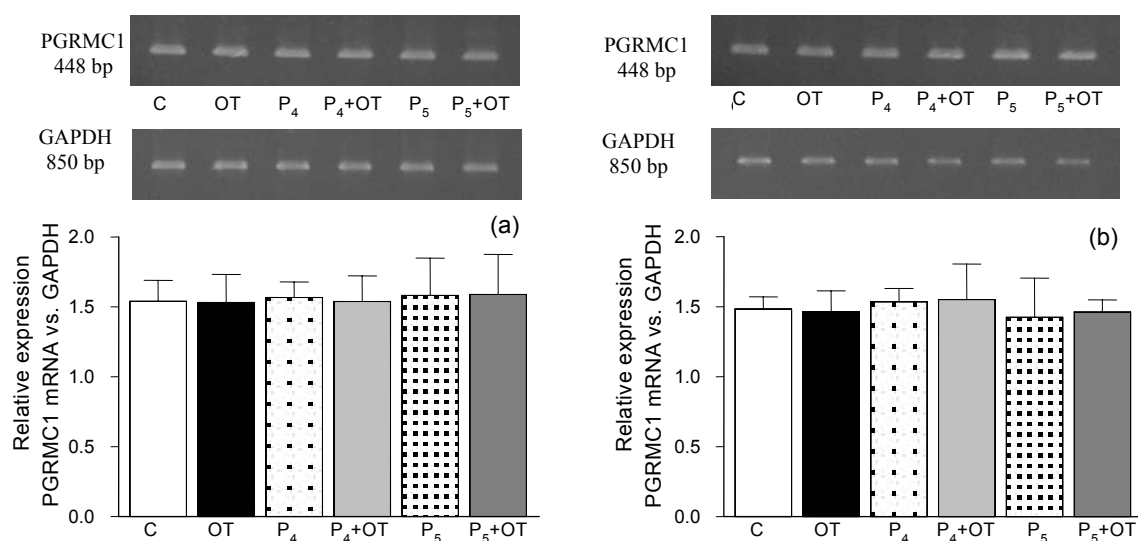 PGRMC1
448 bp
C OT P₄ P₄+OT P₅ P₅+OT
GAPDH
850 bp
(a)
Relative expression
PGRMC1 mRNA vs. GAPDH
2.0
1.5
1.0
0.5
0.0
C OT P₄ P₄+OT P₅ P₅+OT
PGRMC1
448 bp
C OT P₄ P₄+OT P₅ P₅+OT
GAPDH
850 bp
(b)
Relative expression
PGRMC1 mRNA vs. GAPDH
2.0
1.5
1.0
0.5
0.0
C OT P₄ P₄+OT P₅ P₅+OT